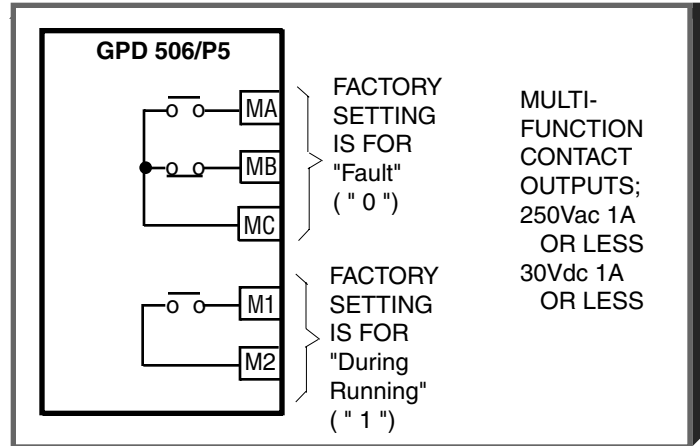 GPD 506/P5
MA
MB
MC
M1
M2
FACTORY
SETTING
IS FOR
"Fault"
( " 0 ")
FACTORY
SETTING
IS FOR
"During
Running"
( " 1 ")
MULTI-
FUNCTION
CONTACT
OUTPUTS;
250Vac 1A
OR LESS
30Vdc 1A
OR LESS